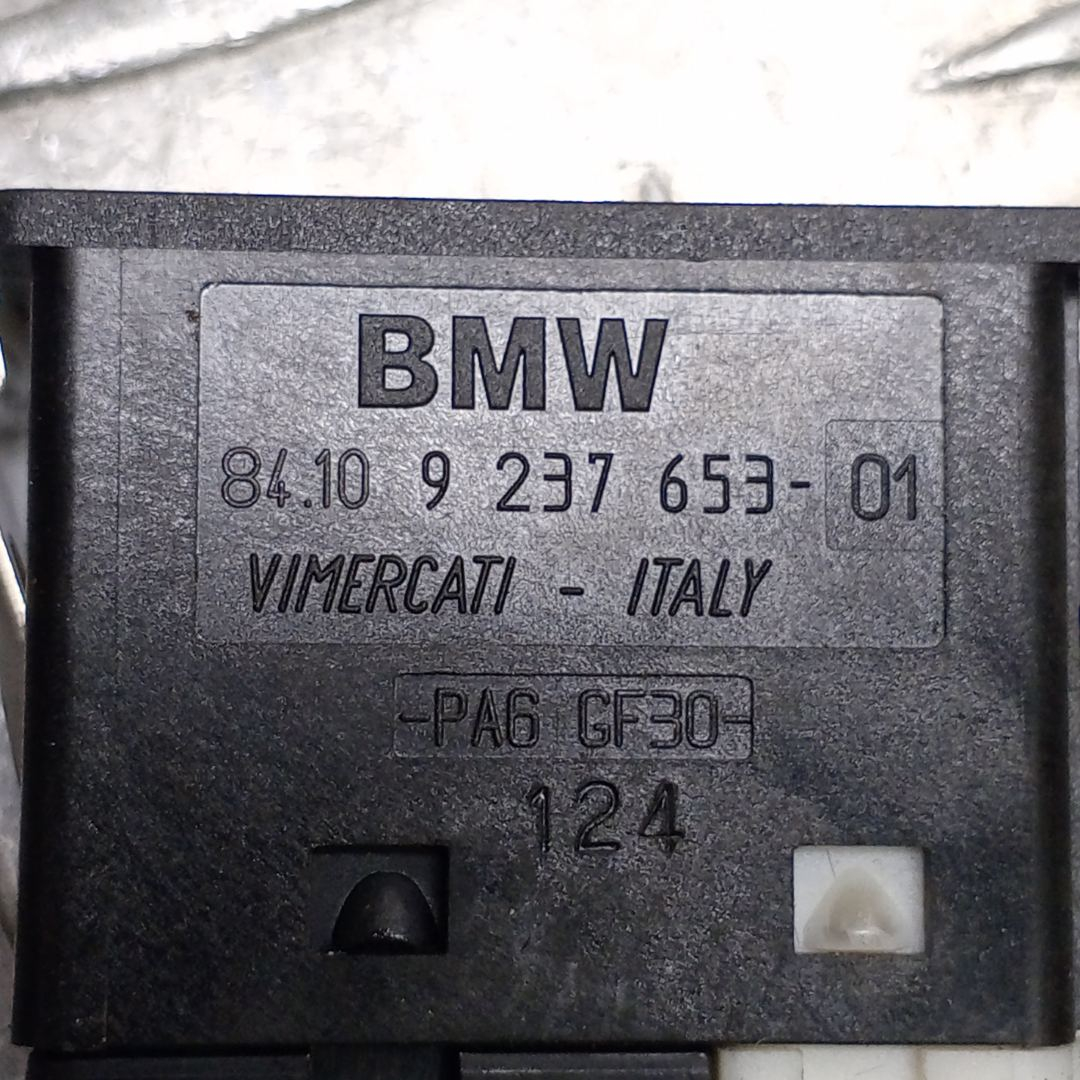 BMW
84.10 9 237 653- 01
VIMERCATI - ITALY
-PA6 GF30-
124